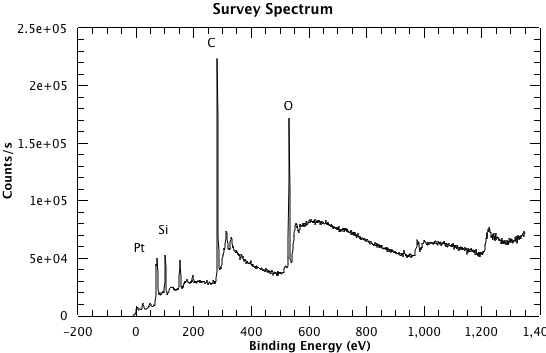 Survey Spectrum
2.5e+05
C
2e+05
O
1.5e+05
Counts/s
1e+05
Si
Pt
5e+04
0
−200 0 200 400 600 800 1,000 1,200 1,40
Binding Energy (eV)